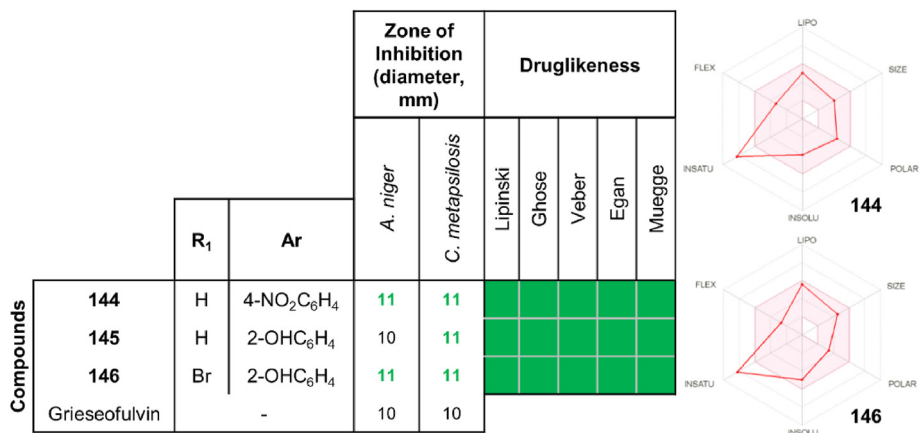 Zone of
Inhibition
(diameter,
mm)
Druglikeness
A. niger
C. metapsilosis
Lipinski
Ghose
Veber
Egan
Muegge
R₁
Ar
Compounds
144 H 4-NO₂C₆H₄ 11 11
145 H 2-OHC₆H₄ 10 11
146 Br 2-OHC₆H₄ 11 11
Grieseofulvin - 10 10
LIPO
FLEX SIZE
INSATU POLAR
INSOLU
144
LIPO
FLEX SIZE
INSATU POLAR
INSOLU
146